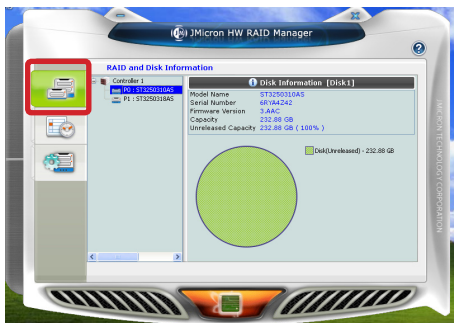 JMicron HW RAID Manager
?
RAID and Disk Information
Controller 1
P0 : ST3250310AS
P1 : ST3250318AS
Disk Information [Disk1]
Model Name ST3250310AS
Serial Number 6RYA4Z42
Firmware Version 3.AAC
Capacity 232.88 GB
Unreleased Capacity 232.88 GB ( 100% )
Disk(Unreleased) - 232.88 GB
JMICRON TECHNOLOGY CORPORATION